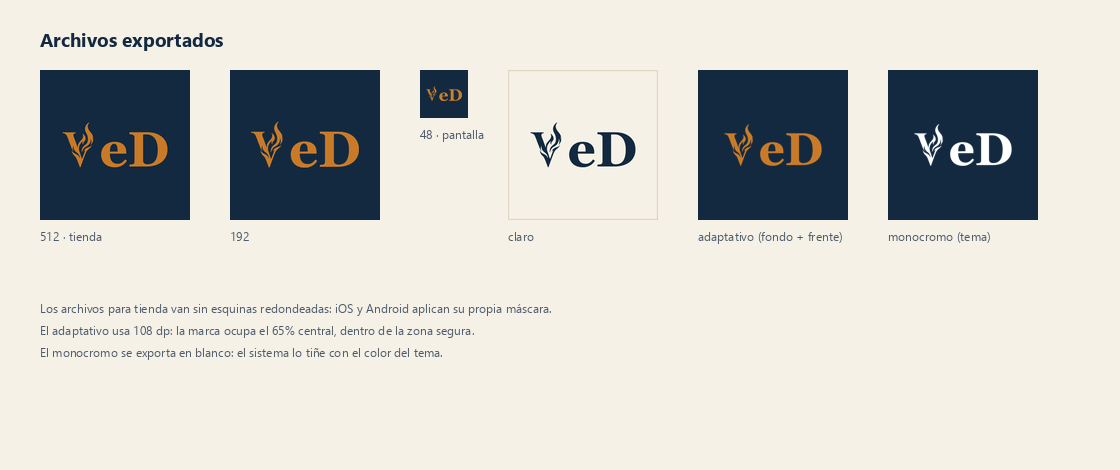 Archivos exportados
VeD
VeD
VeD
VeD
VeD
VeD
512 · tienda
192
48 · pantalla
claro
adaptativo (fondo + frente)
monocromo (tema)
Los archivos para tienda van sin esquinas redondeadas: iOS y Android aplican su propia máscara.
El adaptativo usa 108 dp: la marca ocupa el 65% central, dentro de la zona segura.
El monocromo se exporta en blanco: el sistema lo tiñe con el color del tema.